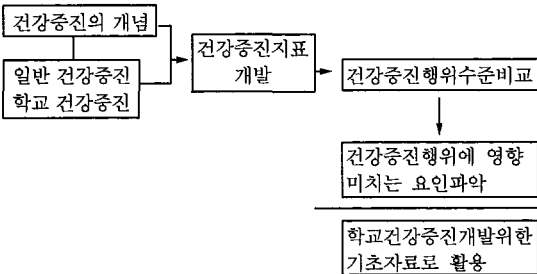 건강증진의 개념
일반 건강증진
학교 건강증진
건강증진지표
개발
건강증진행위수준비교
건강증진행위에 영향
미치는 요인파악
학교건강증진개발위한
기초자료로 활용